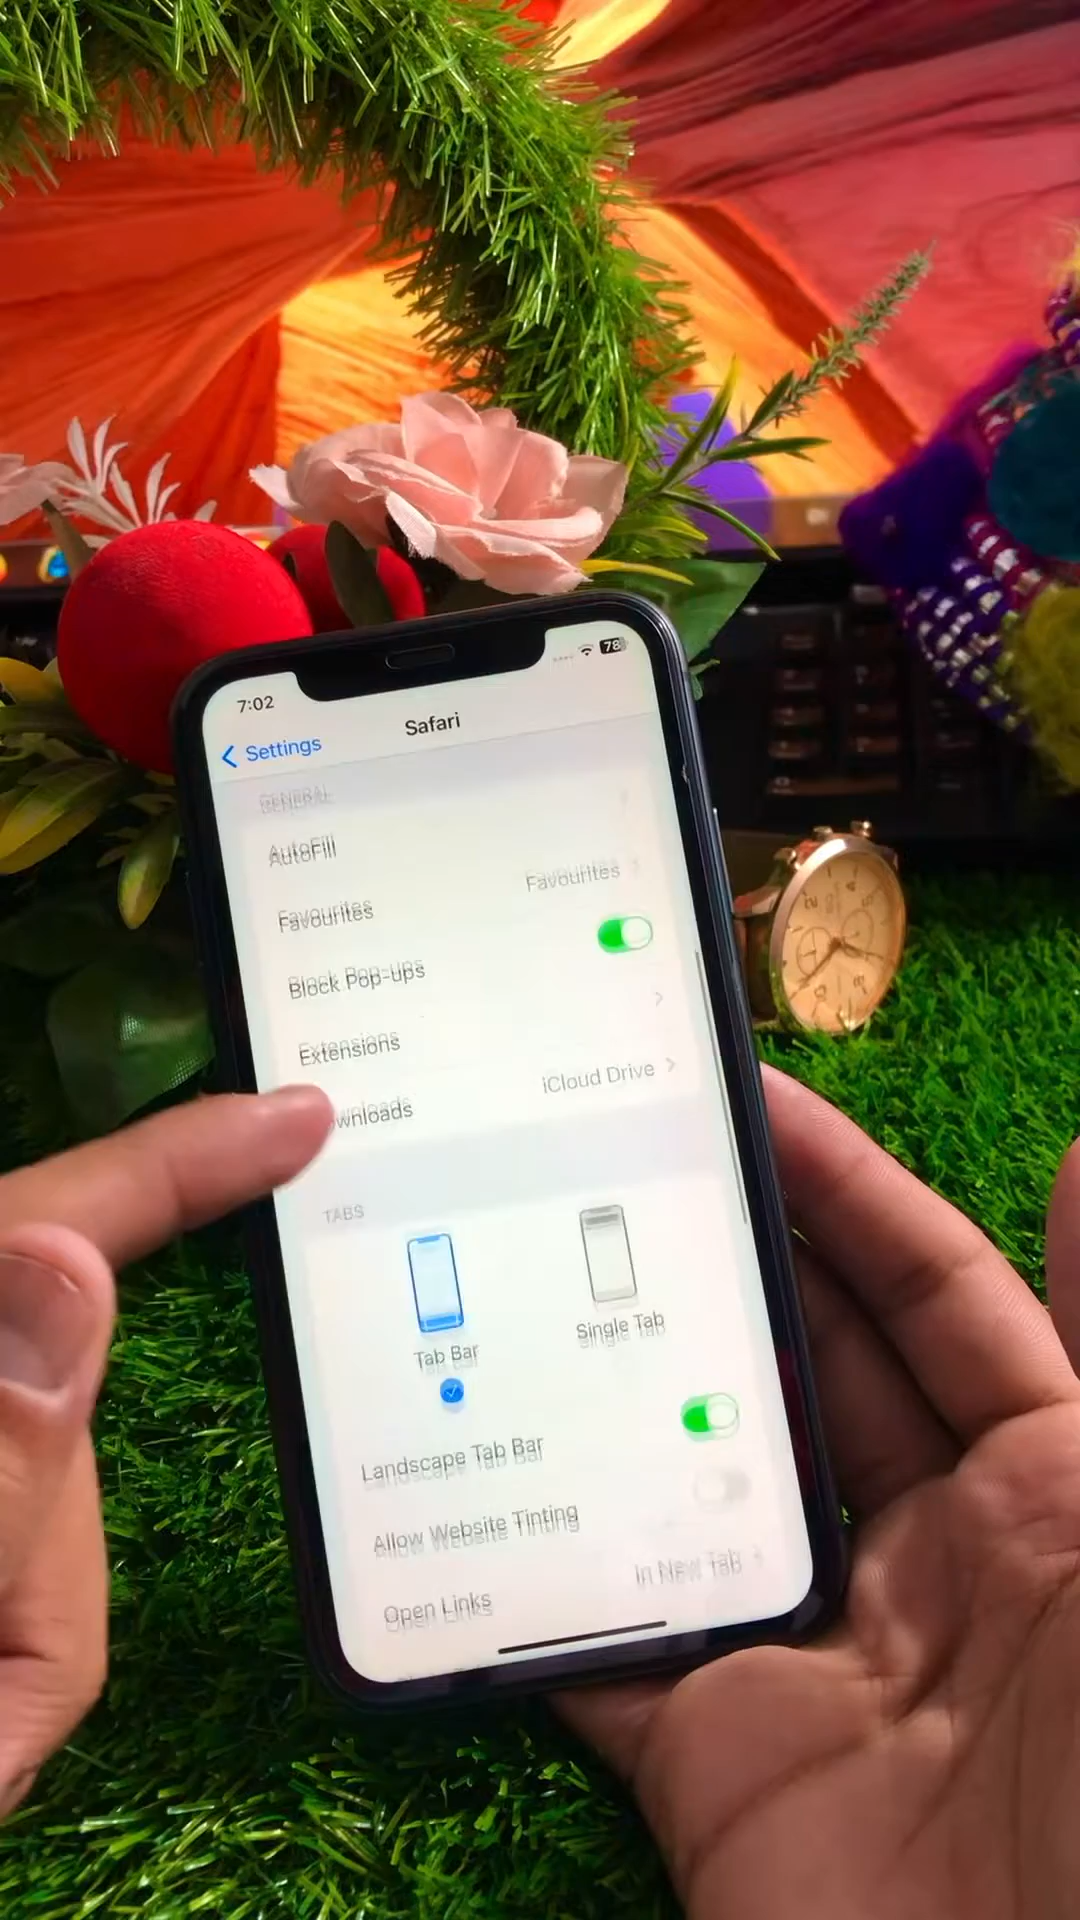 7:02
78
Safari
Settings
GENERAL
AutoFill
Favourites
Favourites
Block Pop-ups
Extensions
wnloads
iCloud Drive
TABS
Tab Bar
Single Tab
Landscape Tab Bar
Allow Website Tinting
Open Links
In New Tab